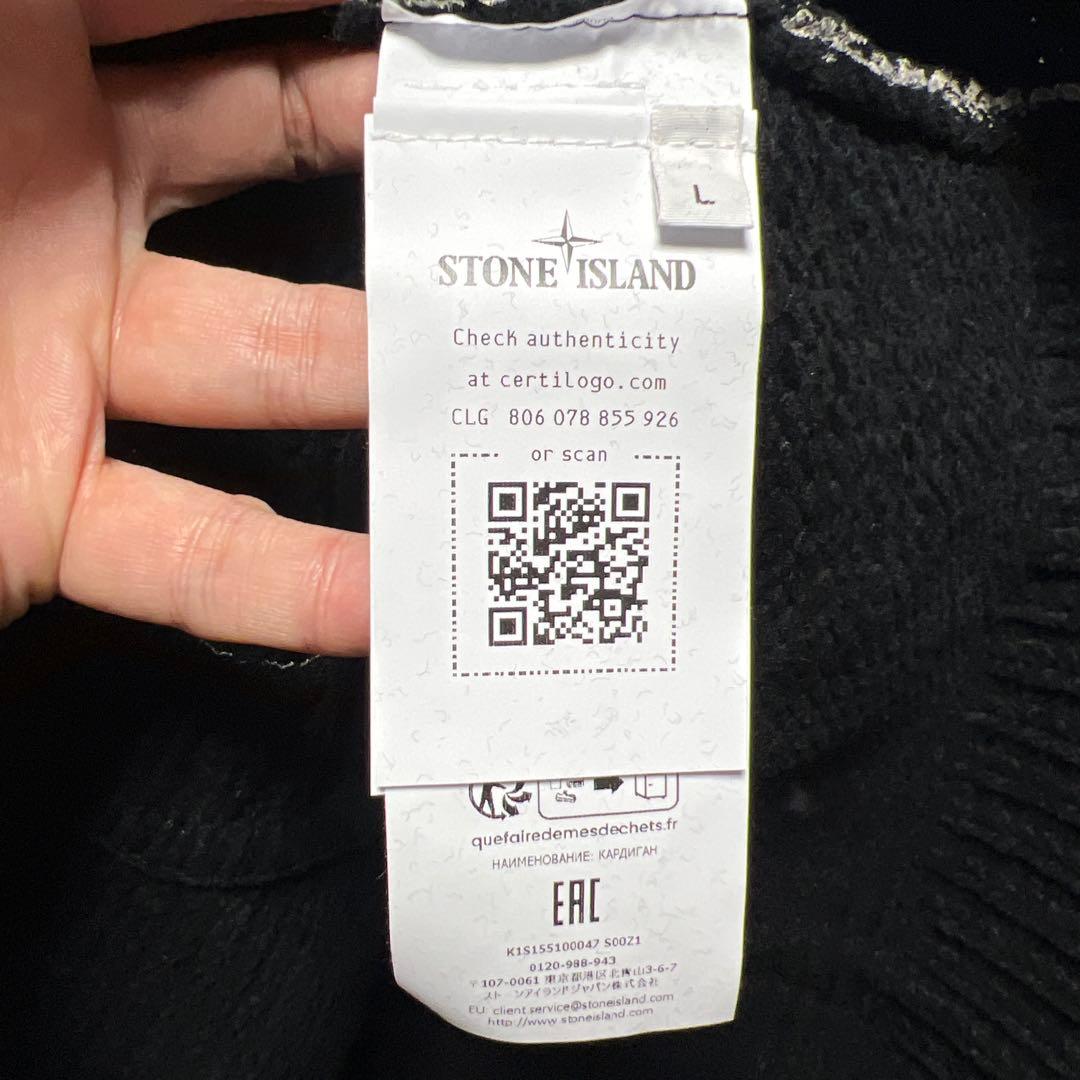 L
STONE ISLAND
Check authenticity
at certilogo.com
CLG 806 078 855 926
or scan
quefairedemesdechets.fr
НАИМЕНОВАНИЕ: КАРДИГАН
EAC
K1S155100047 S00Z1
0120-988-943
〒107-0061 東京都港区北青山3-6-7
ストーンアイランドジャパン株式会社
EU: client.service@stoneisland.com
http://www.stoneisland.com